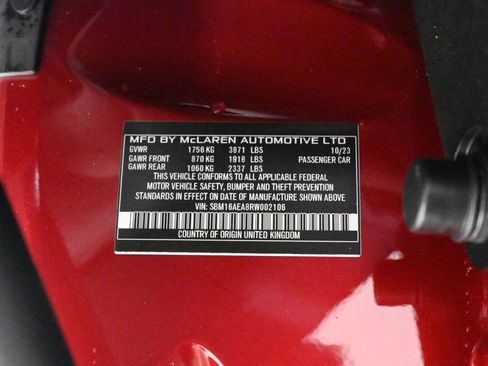 MFD BY McLAREN AUTOMOTIVE LTD
GVWR 1756 KG 3871 LBS 10/23
GAWR FRONT 870 KG 1918 LBS PASSENGER CAR
GAWR REAR 1060 KG 2337 LBS
THIS VEHICLE CONFORMS TO ALL APPLICABLE FEDERAL
MOTOR VEHICLE SAFETY, BUMPER AND THEFT PREVENTION
STANDARDS IN EFFECT ON DATE OF MANUFACTURE SHOWN ABOVE
VIN: SBM16AEA8RW002106
COUNTRY OF ORIGIN UNITED KINGDOM